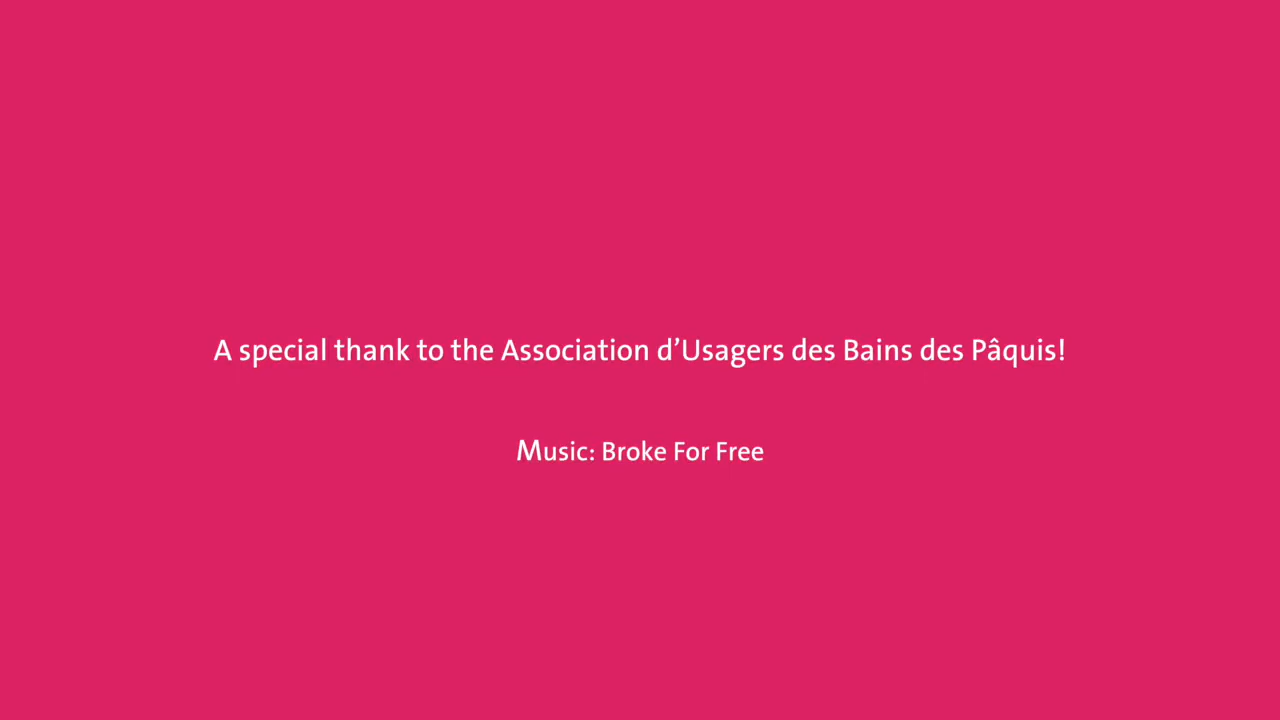 A special thank to the Association d’Usagers des Bains des Pâquis!
Music: Broke For Free